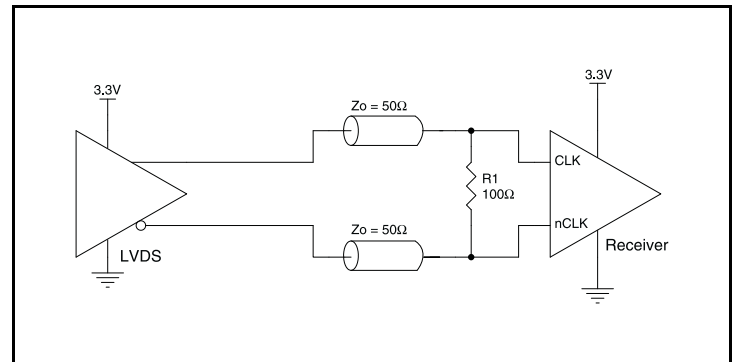 3.3V
3.3V
Zo = 50Ω
CLK
R1
100Ω
nCLK
Zo = 50Ω
Receiver
LVDS